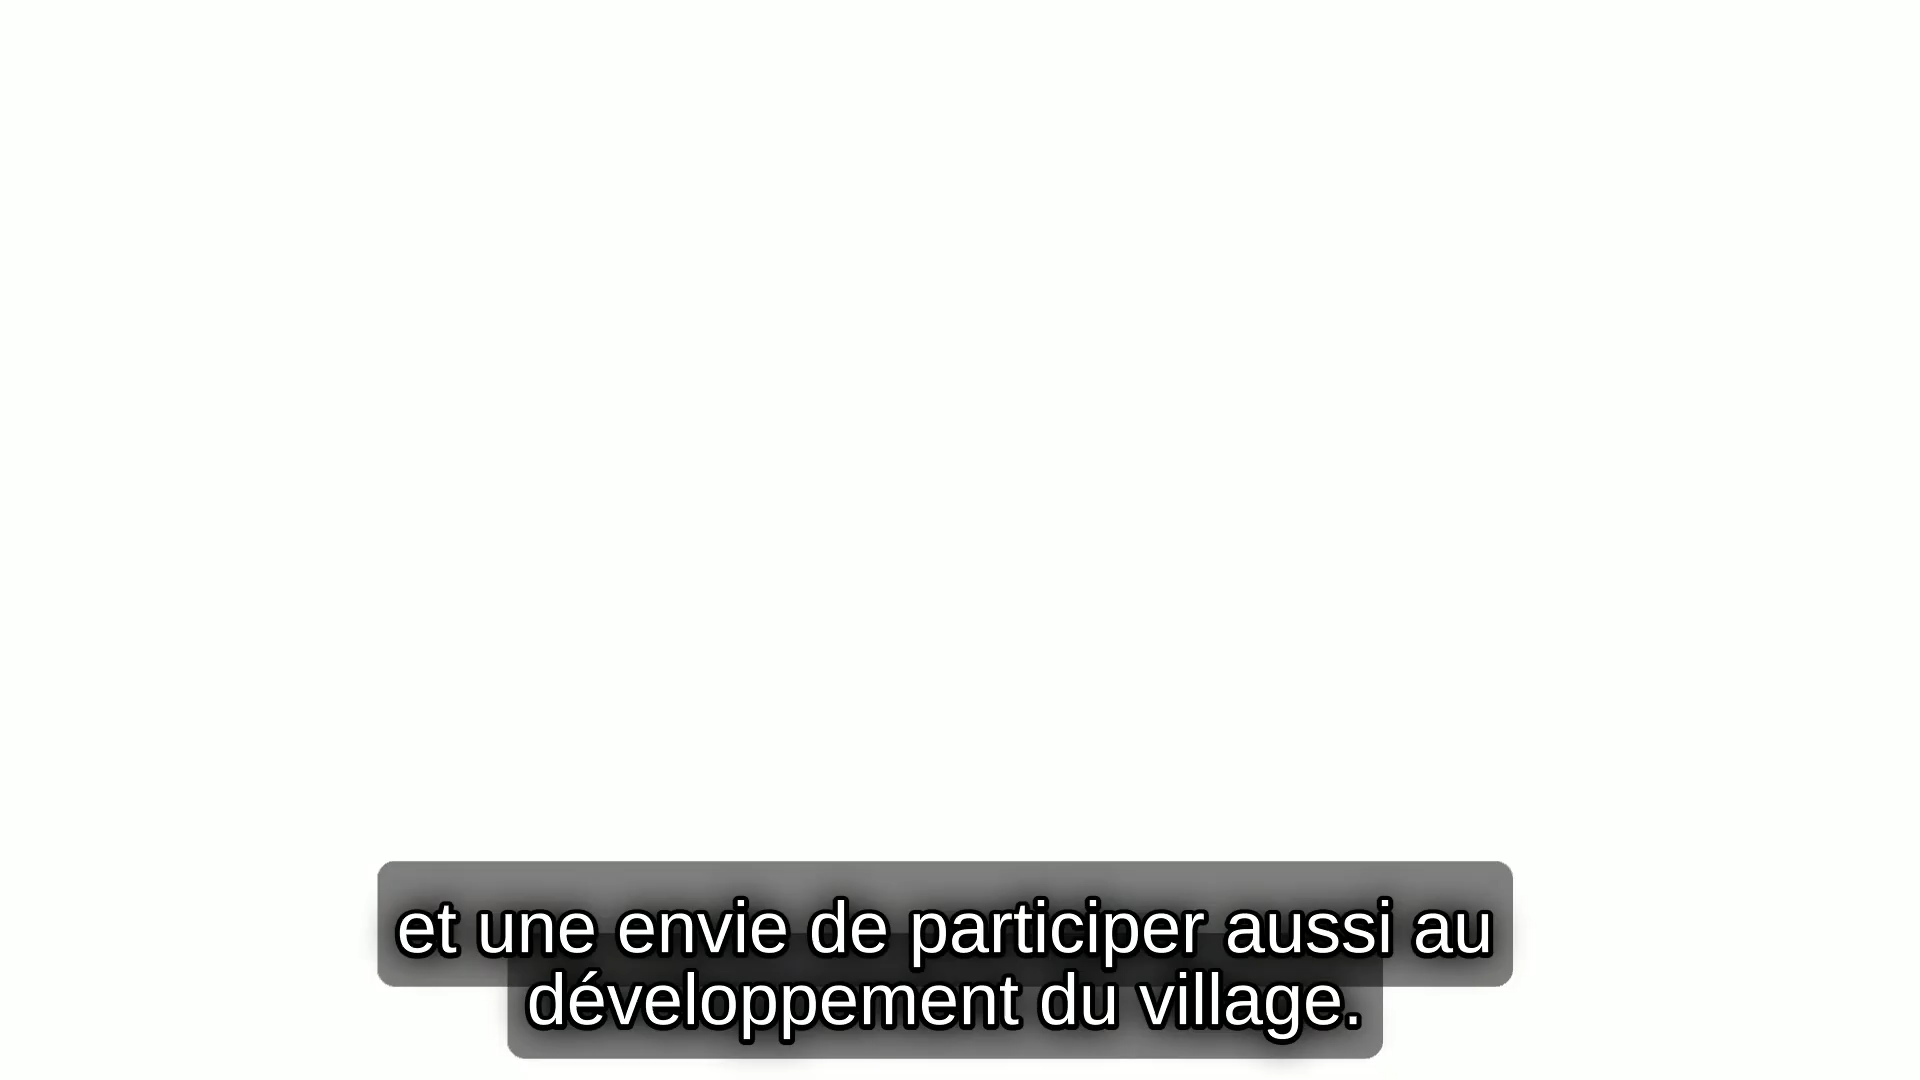 et une envie de participer aussi au
développement du village.